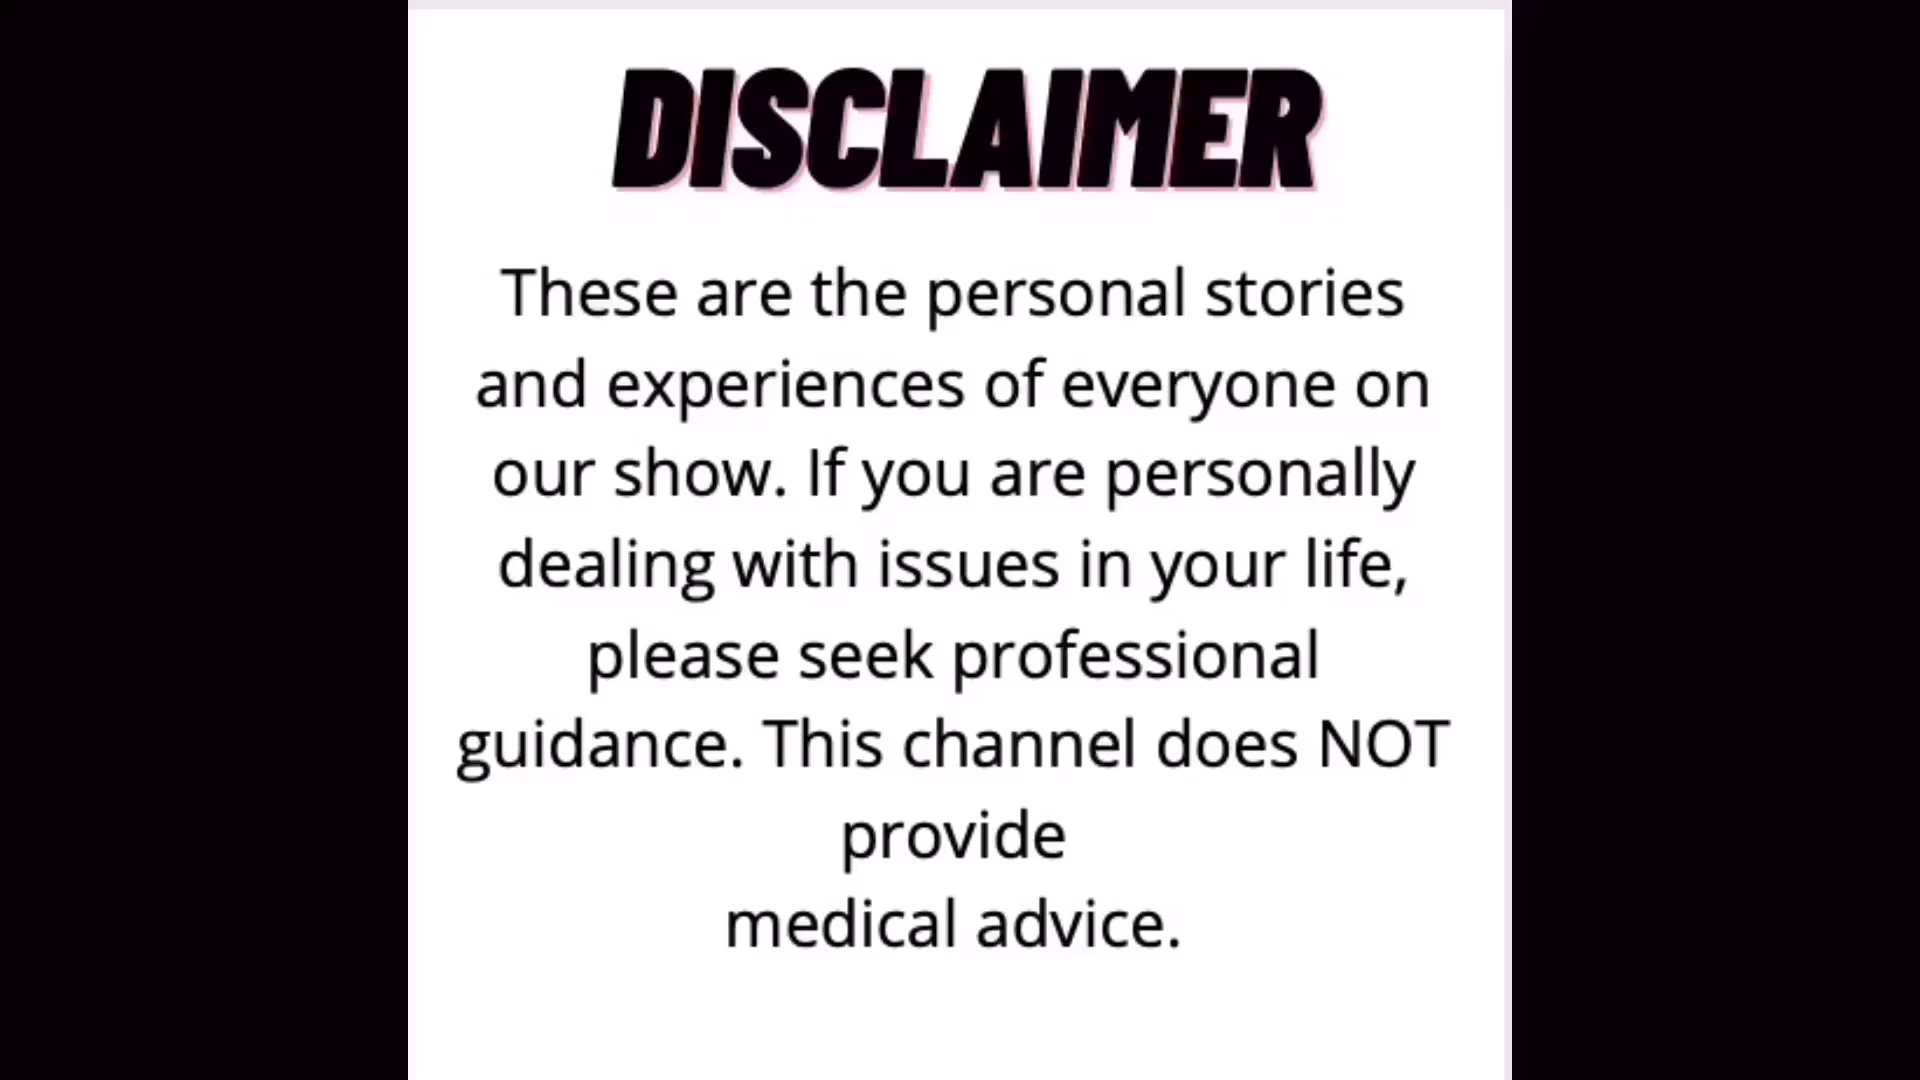 DISCLAIMER
These are the personal stories
and experiences of everyone on
our show. If you are personally
dealing with issues in your life,
please seek professional
guidance. This channel does NOT
provide
medical advice.